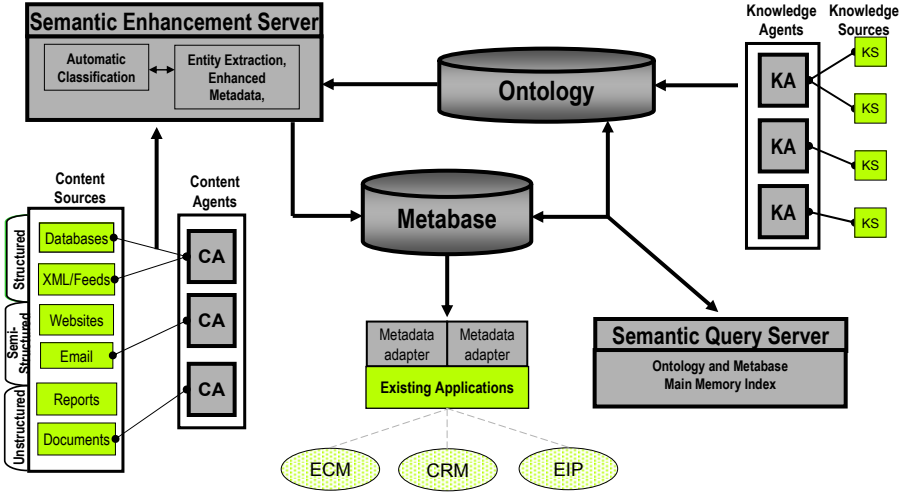 Semantic Enhancement Server
Automatic
Classification
Entity Extraction,
Enhanced
Metadata,
Ontology
Knowledge
Agents
Knowledge
Sources
KA
KA
KA
KS
KS
KS
KS
Content
Sources
Content
Agents
Structured
Semi-
Structured
Unstructured
Databases
XML/Feeds
Websites
Email
Reports
Documents
CA
CA
CA
Metabase
Metadata
adapter
Metadata
adapter
Existing Applications
ECM
CRM
EIP
Semantic Query Server
Ontology and Metabase
Main Memory Index